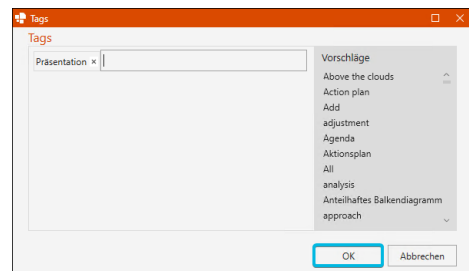 Tags
Tags
Präsentation ×
Vorschläge
Above the clouds
Action plan
Add
adjustment
Agenda
Aktionsplan
All
analysis
Anteilhaftes Balkendiagramm
approach
OK
Abbrechen